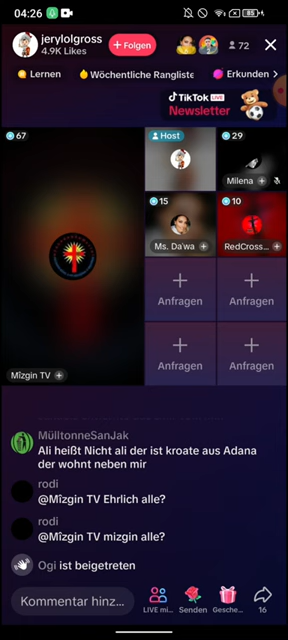 04:26
85
jerylolgross
4.9K Likes
+ Folgen
72
Lernen
Wöchentliche Rangliste
Erkunden
TikTok LIVE
Newsletter
67
Host
29
Milena
15
10
Ms. Da'wa
RedCross...
Anfragen
Anfragen
Anfragen
Anfragen
Mîzgin TV
MülltonneSanJak
Ali heißt Nicht ali der ist kroate aus Adana
der wohnt neben mir
rodi
@Mîzgin TV Ehrlich alle?
rodi
@Mîzgin TV mizgin alle?
Ogi ist beigetreten
Kommentar hinz...
LIVE mi...
Senden
Gesche...
16